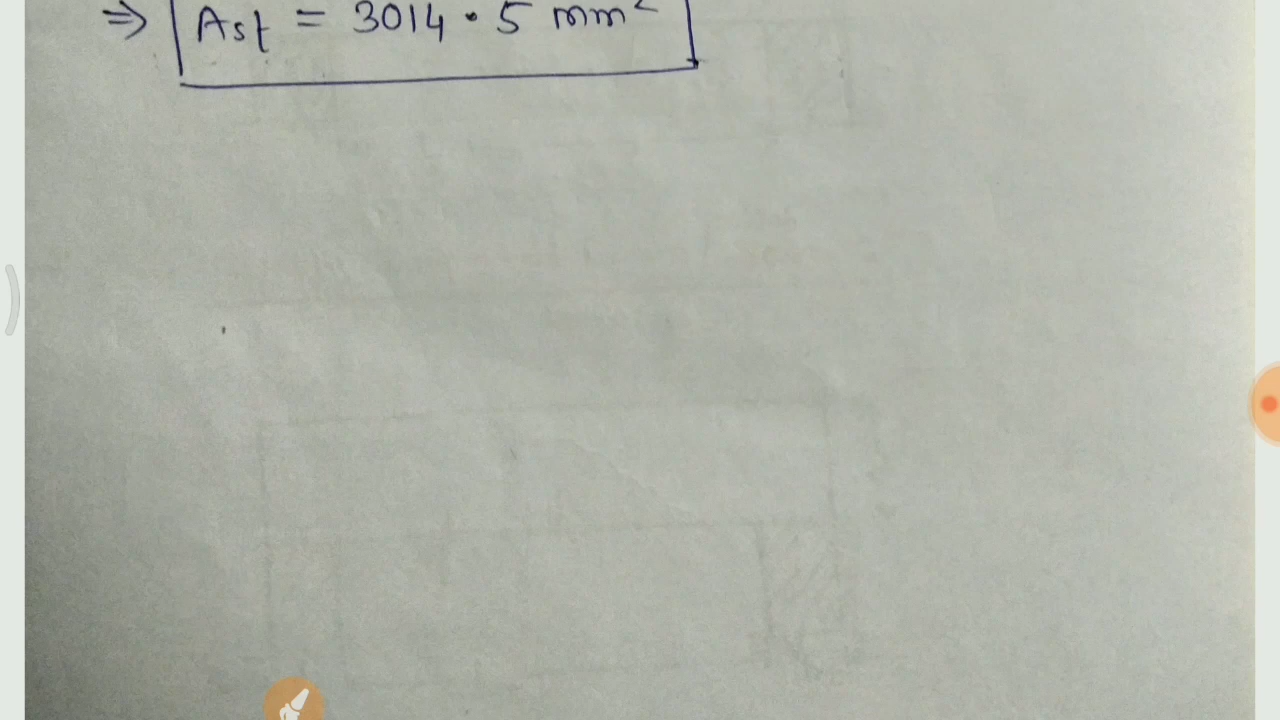 ⇒ Ast = 3014.5 mm²